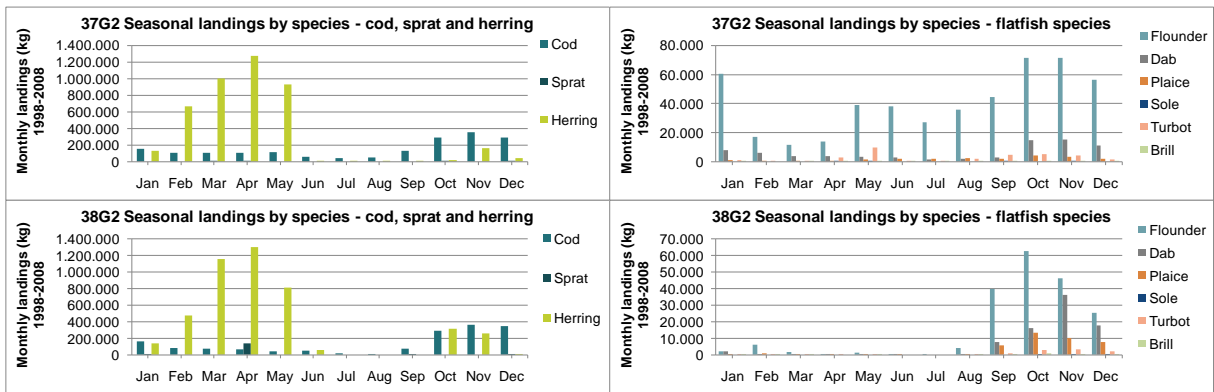 37G2 Seasonal landings by species - cod, sprat and herring
Monthly landings (kg)
1998-2008
1.400.000
1.200.000
1.000.000
800.000
600.000
400.000
200.000
0
Jan Feb Mar Apr May Jun Jul Aug Sep Oct Nov Dec
Cod
Sprat
Herring
37G2 Seasonal landings by species - flatfish species
Monthly landings (kg)
1998-2008
80.000
60.000
40.000
20.000
0
Jan Feb Mar Apr May Jun Jul Aug Sep Oct Nov Dec
Flounder
Dab
Plaice
Sole
Turbot
Brill
38G2 Seasonal landings by species - cod, sprat and herring
Monthly landings (kg)
1998-2008
1.400.000
1.200.000
1.000.000
800.000
600.000
400.000
200.000
0
Jan Feb Mar Apr May Jun Jul Aug Sep Oct Nov Dec
Cod
Sprat
Herring
38G2 Seasonal landings by species - flatfish species
Monthly landings (kg)
1998-2008
70.000
60.000
50.000
40.000
30.000
20.000
10.000
0
Jan Feb Mar Apr May Jun Jul Aug Sep Oct Nov Dec
Flounder
Dab
Plaice
Sole
Turbot
Brill